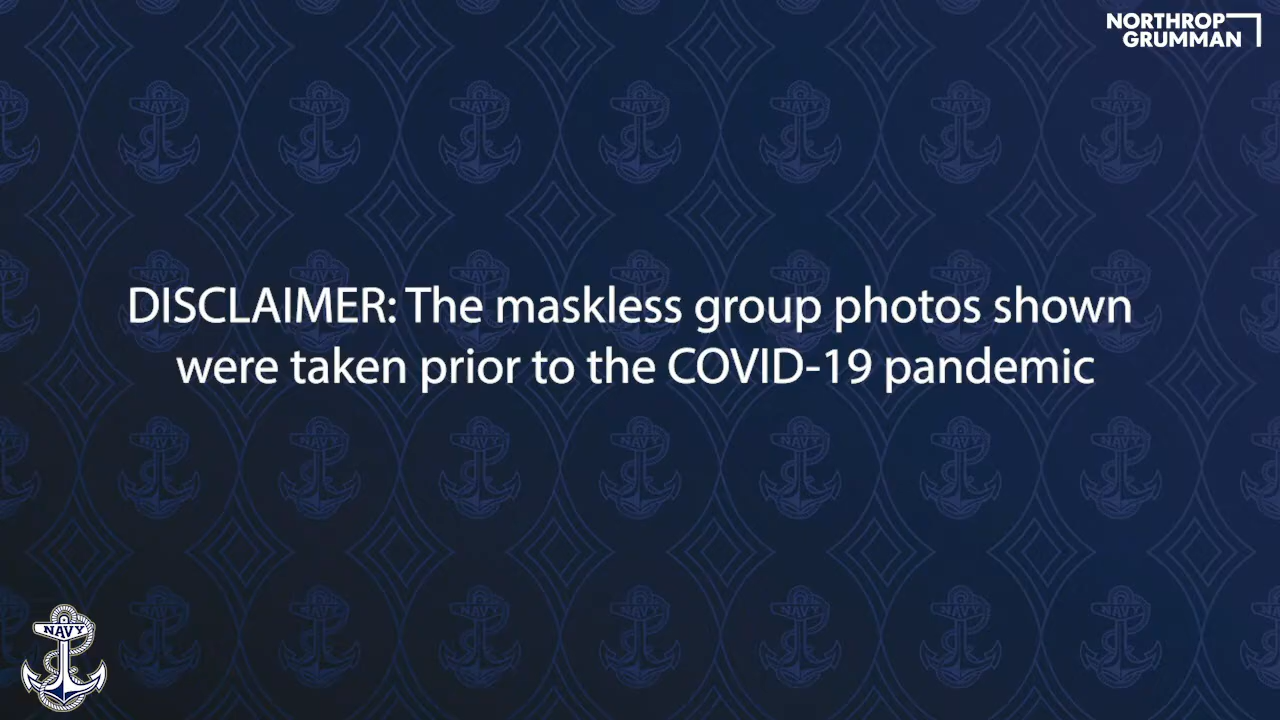 NORTHROP
GRUMMAN
DISCLAIMER: The maskless group photos shown
were taken prior to the COVID-19 pandemic
NAVY